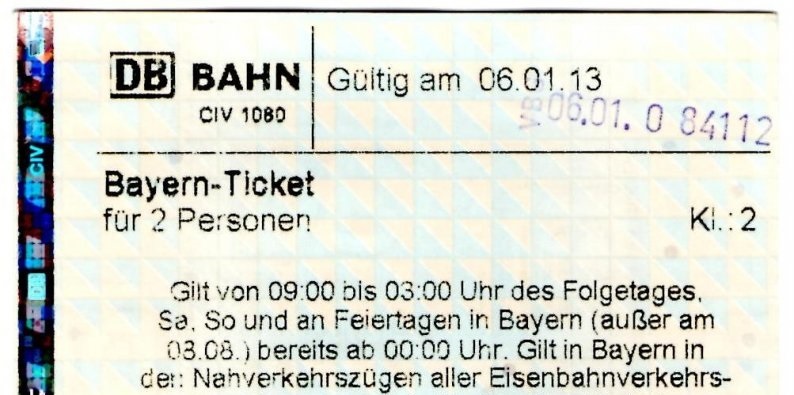 DB BAHN
CIV 1080
Gültig am 06.01.13
06.01. 0 84112
Bayern-Ticket
für 2 Personen
Kl.: 2
Gilt von 09:00 bis 03:00 Uhr des Folgetages,
Sa, So und an Feiertagen in Bayern (außer am
08.08.) bereits ab 00:00 Uhr. Gilt in Bayern in
den Nahverkehrszügen aller Eisenbahnverkehrs-
CIV
DB